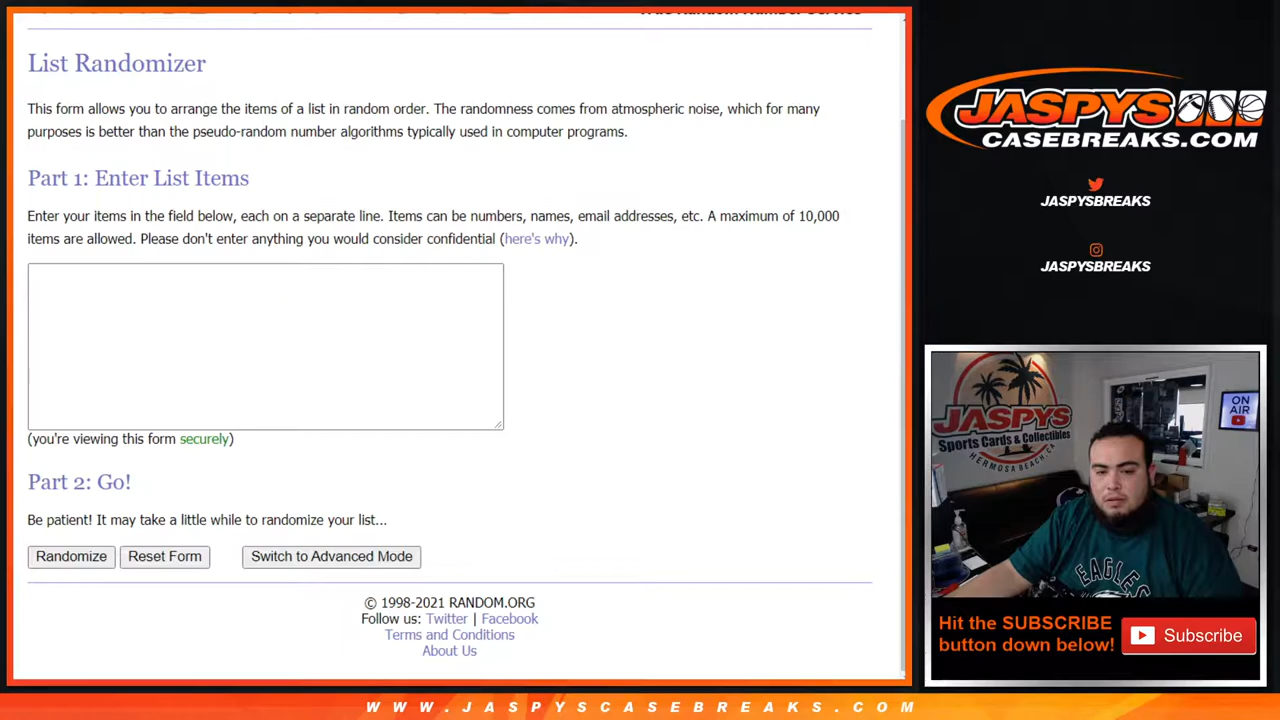 List Randomizer
This form allows you to arrange the items of a list in random order. The randomness comes from atmospheric noise, which for many
purposes is better than the pseudo-random number algorithms typically used in computer programs.
Part 1: Enter List Items
Enter your items in the field below, each on a separate line. Items can be numbers, names, email addresses, etc. A maximum of 10,000
items are allowed. Please don't enter anything you would consider confidential (here's why).
(you're viewing this form securely)
Part 2: Go!
Be patient! It may take a little while to randomize your list...
Randomize Reset Form Switch to Advanced Mode
© 1998-2021 RANDOM.ORG
Follow us: Twitter | Facebook
Terms and Conditions
About Us
JASPYS
CASEBREAKS.COM
JASPYSBREAKS
JASPYSBREAKS
JASPYS
Sports Cards & Collectibles
HERMOSA BEACH, CA
ON
AIR
EAGLES
Hit the SUBSCRIBE
button down below!
Subscribe
WWW.JASPYSCASEBREAKS.COM